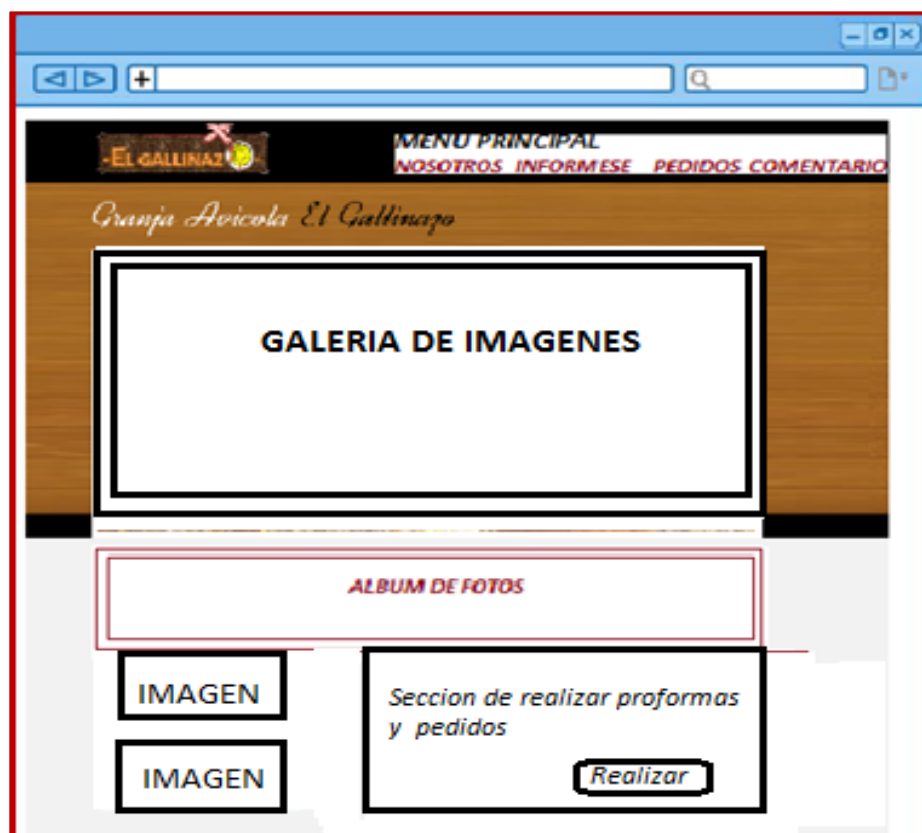 MENU PRINCIPAL
-EL GALLINAZO-
NOSOTROS INFORMESE PEDIDOS COMENTARIO
Granja Avicola El Gallinazo
GALERIA DE IMAGENES
ALBUM DE FOTOS
IMAGEN
Seccion de realizar proformas
y pedidos
IMAGEN
Realizar